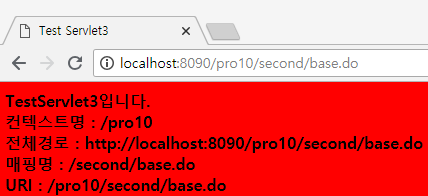 Test Servlet3
localhost:8090/pro10/second/base.do
TestServlet3입니다.
컨텍스트명 : /pro10
전체경로 : http://localhost:8090/pro10/second/base.do
매핑명 : /second/base.do
URI : /pro10/second/base.do